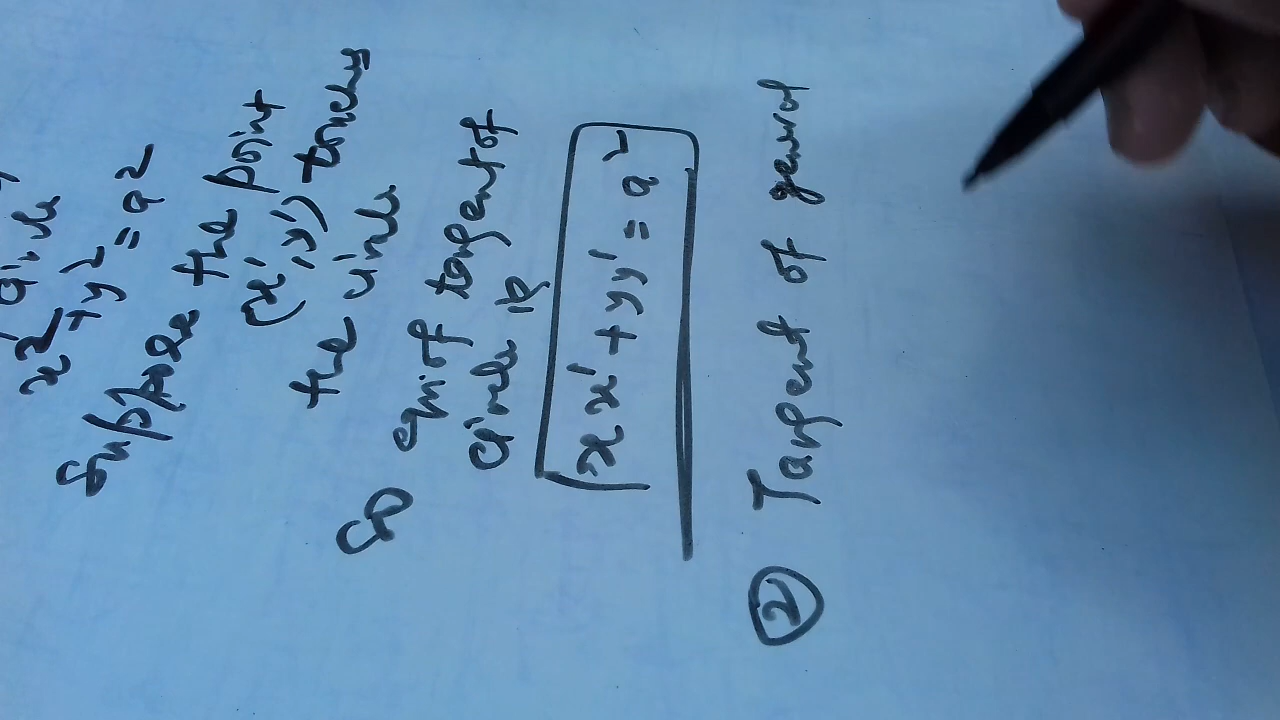 circle
x² + y² = a²
Suppose the point
(x', y') touches
the circle
So eqn of tangent of
circle is
xx' + yy' = a²
② Tangent of general